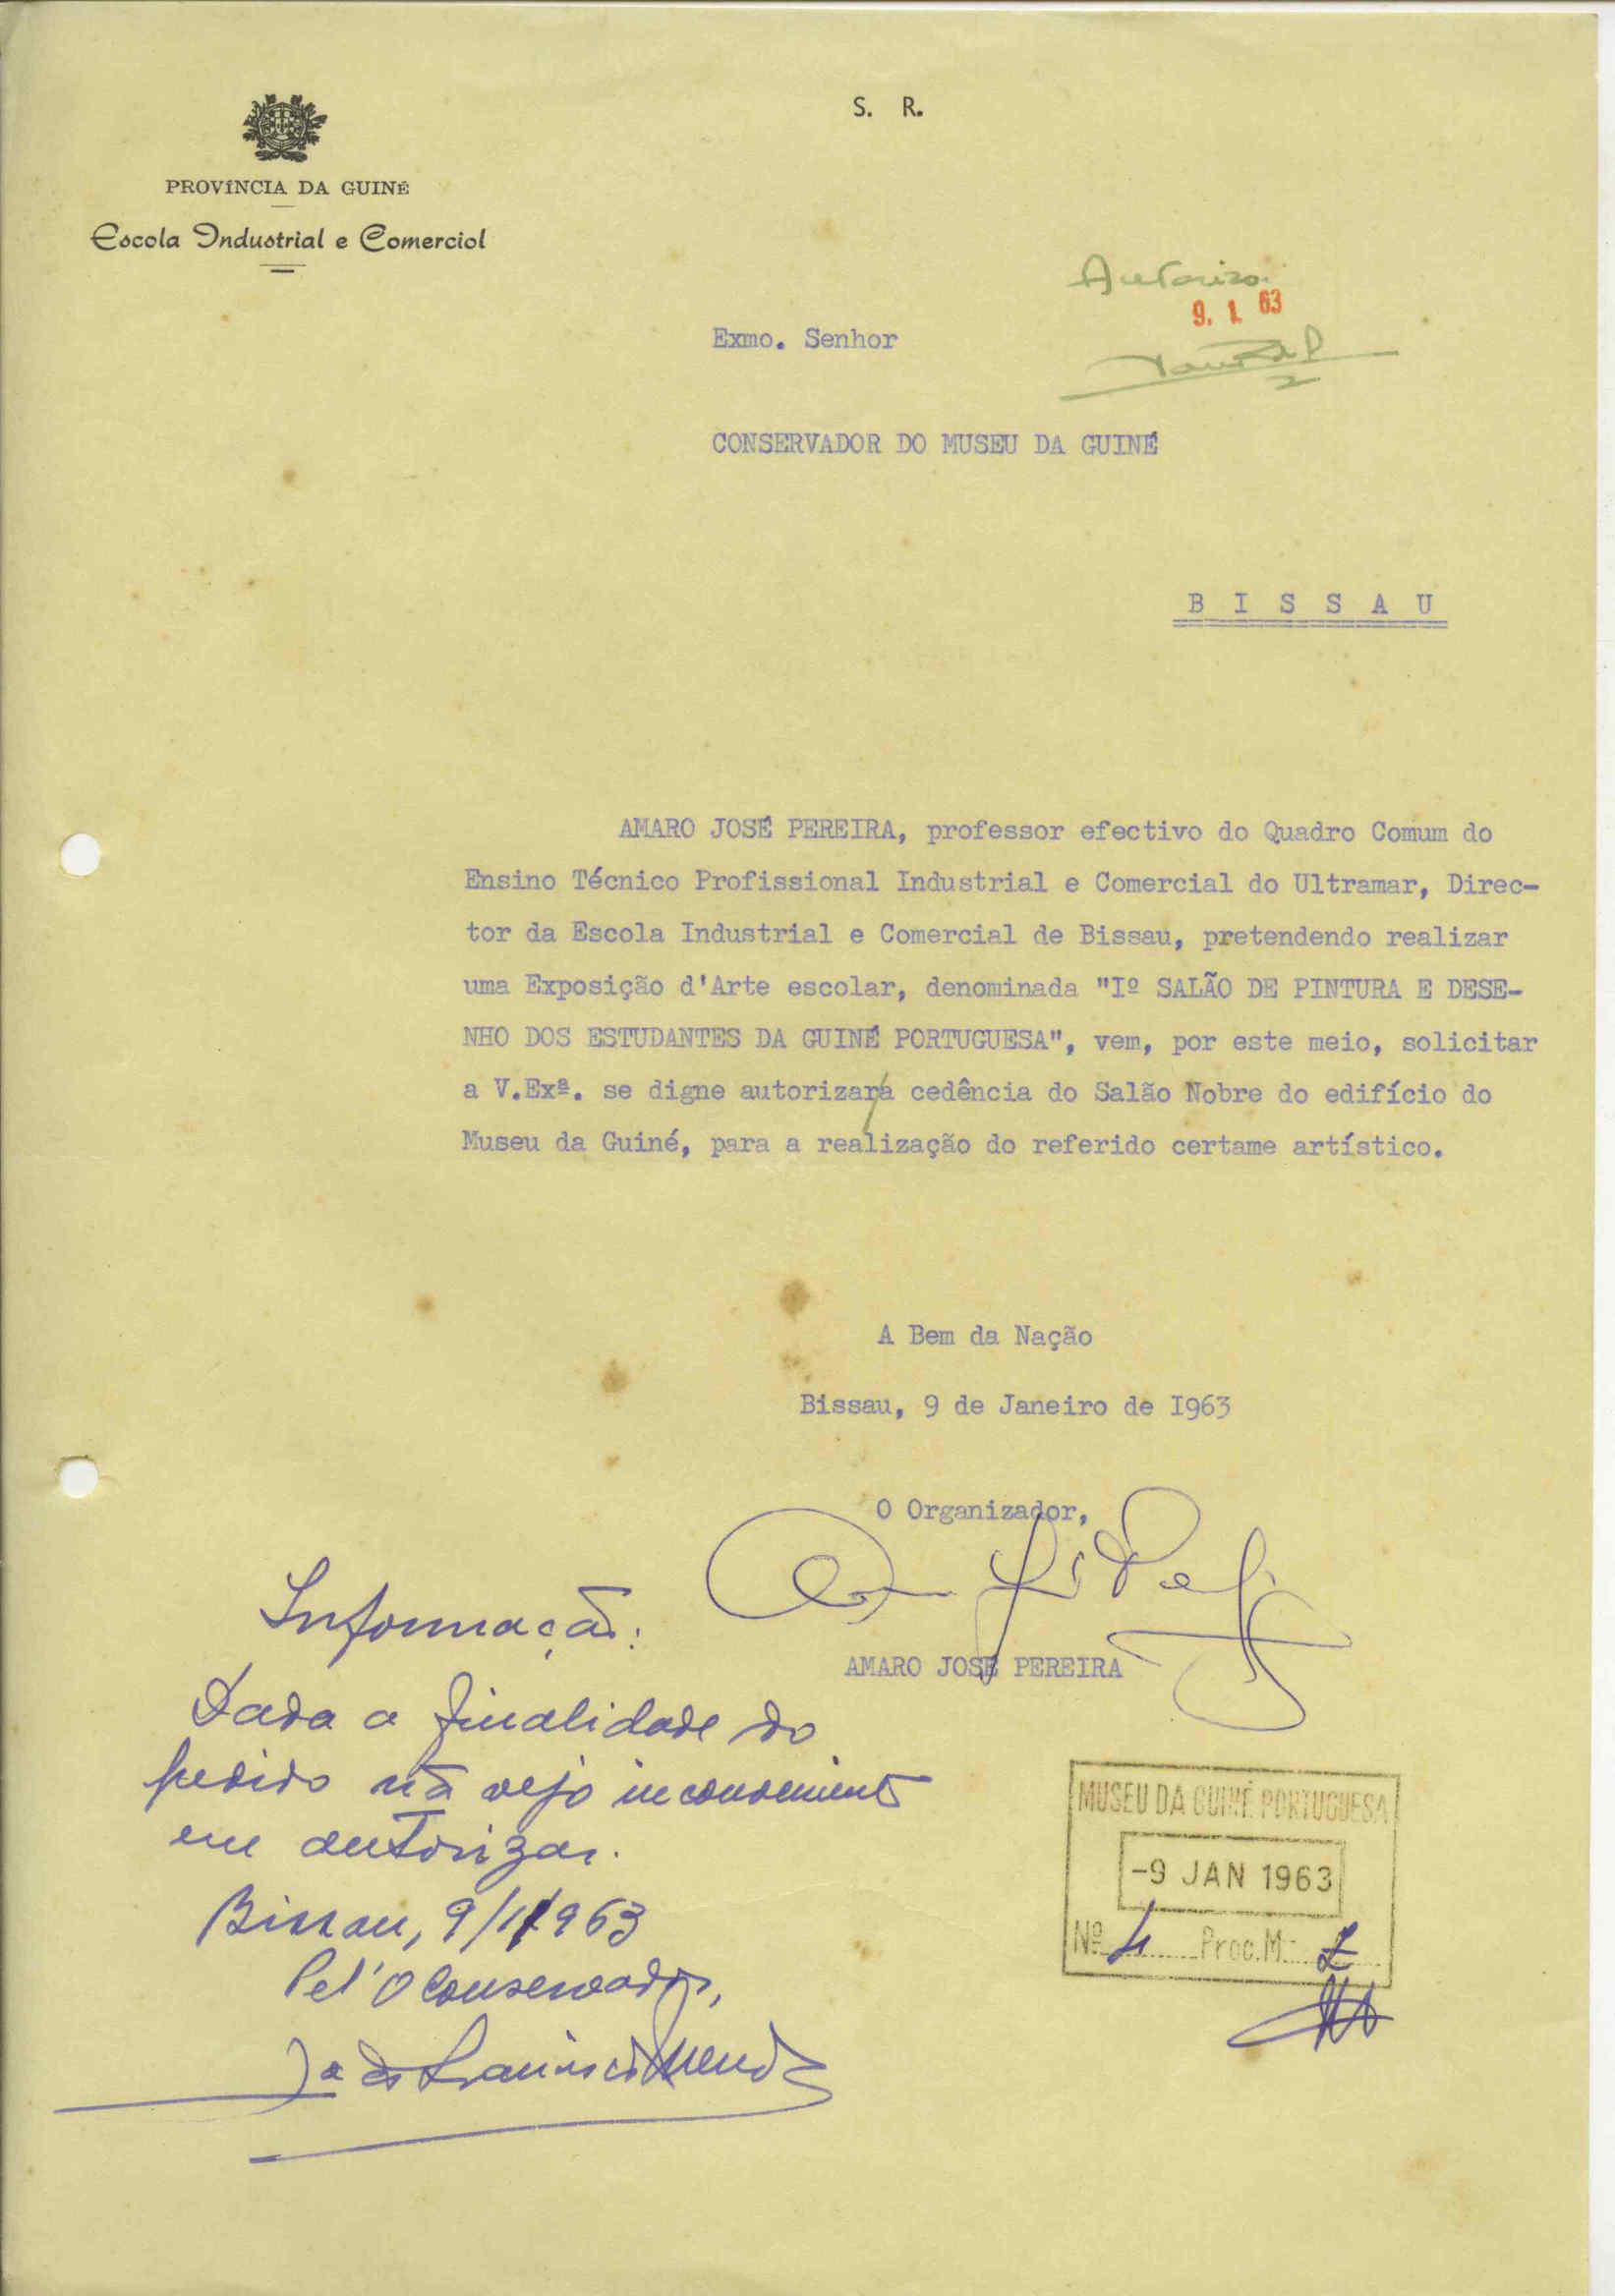 S. R.
PROVÍNCIA DA GUINÉ
Escola Industrial e Comerciol
Autorizo.
9. 1. 63
Exmo. Senhor
CONSERVADOR DO MUSEU DA GUINÉ
B I S S A U
AMARO JOSÉ PEREIRA, professor efectivo do Quadro Comum do
Ensino Técnico Profissional Industrial e Comercial do Ultramar, Direc-
tor da Escola Industrial e Comercial de Bissau, pretendendo realizar
uma Exposição d'Arte escolar, denominada "Iº SALÃO DE PINTURA E DESE-
NHO DOS ESTUDANTES DA GUINÉ PORTUGUESA", vem, por este meio, solicitar
a V.Exª. se digne autorizar/a cedência do Salão Nobre do edifício do
Museu da Guiné, para a realização do referido certame artístico.
A Bem da Nação
Bissau, 9 de Janeiro de I963
O Organizador,
AMARO JOSÉ PEREIRA
Informação:
Dada a finalidade do
pedido não vejo inconveniente
em autorizar.
Bissau, 9/1/963
Pel'O Conservador,
MUSEU DA GUINÉ PORTUGUESA
-9 JAN 1963
Nº 4 Proc. M.